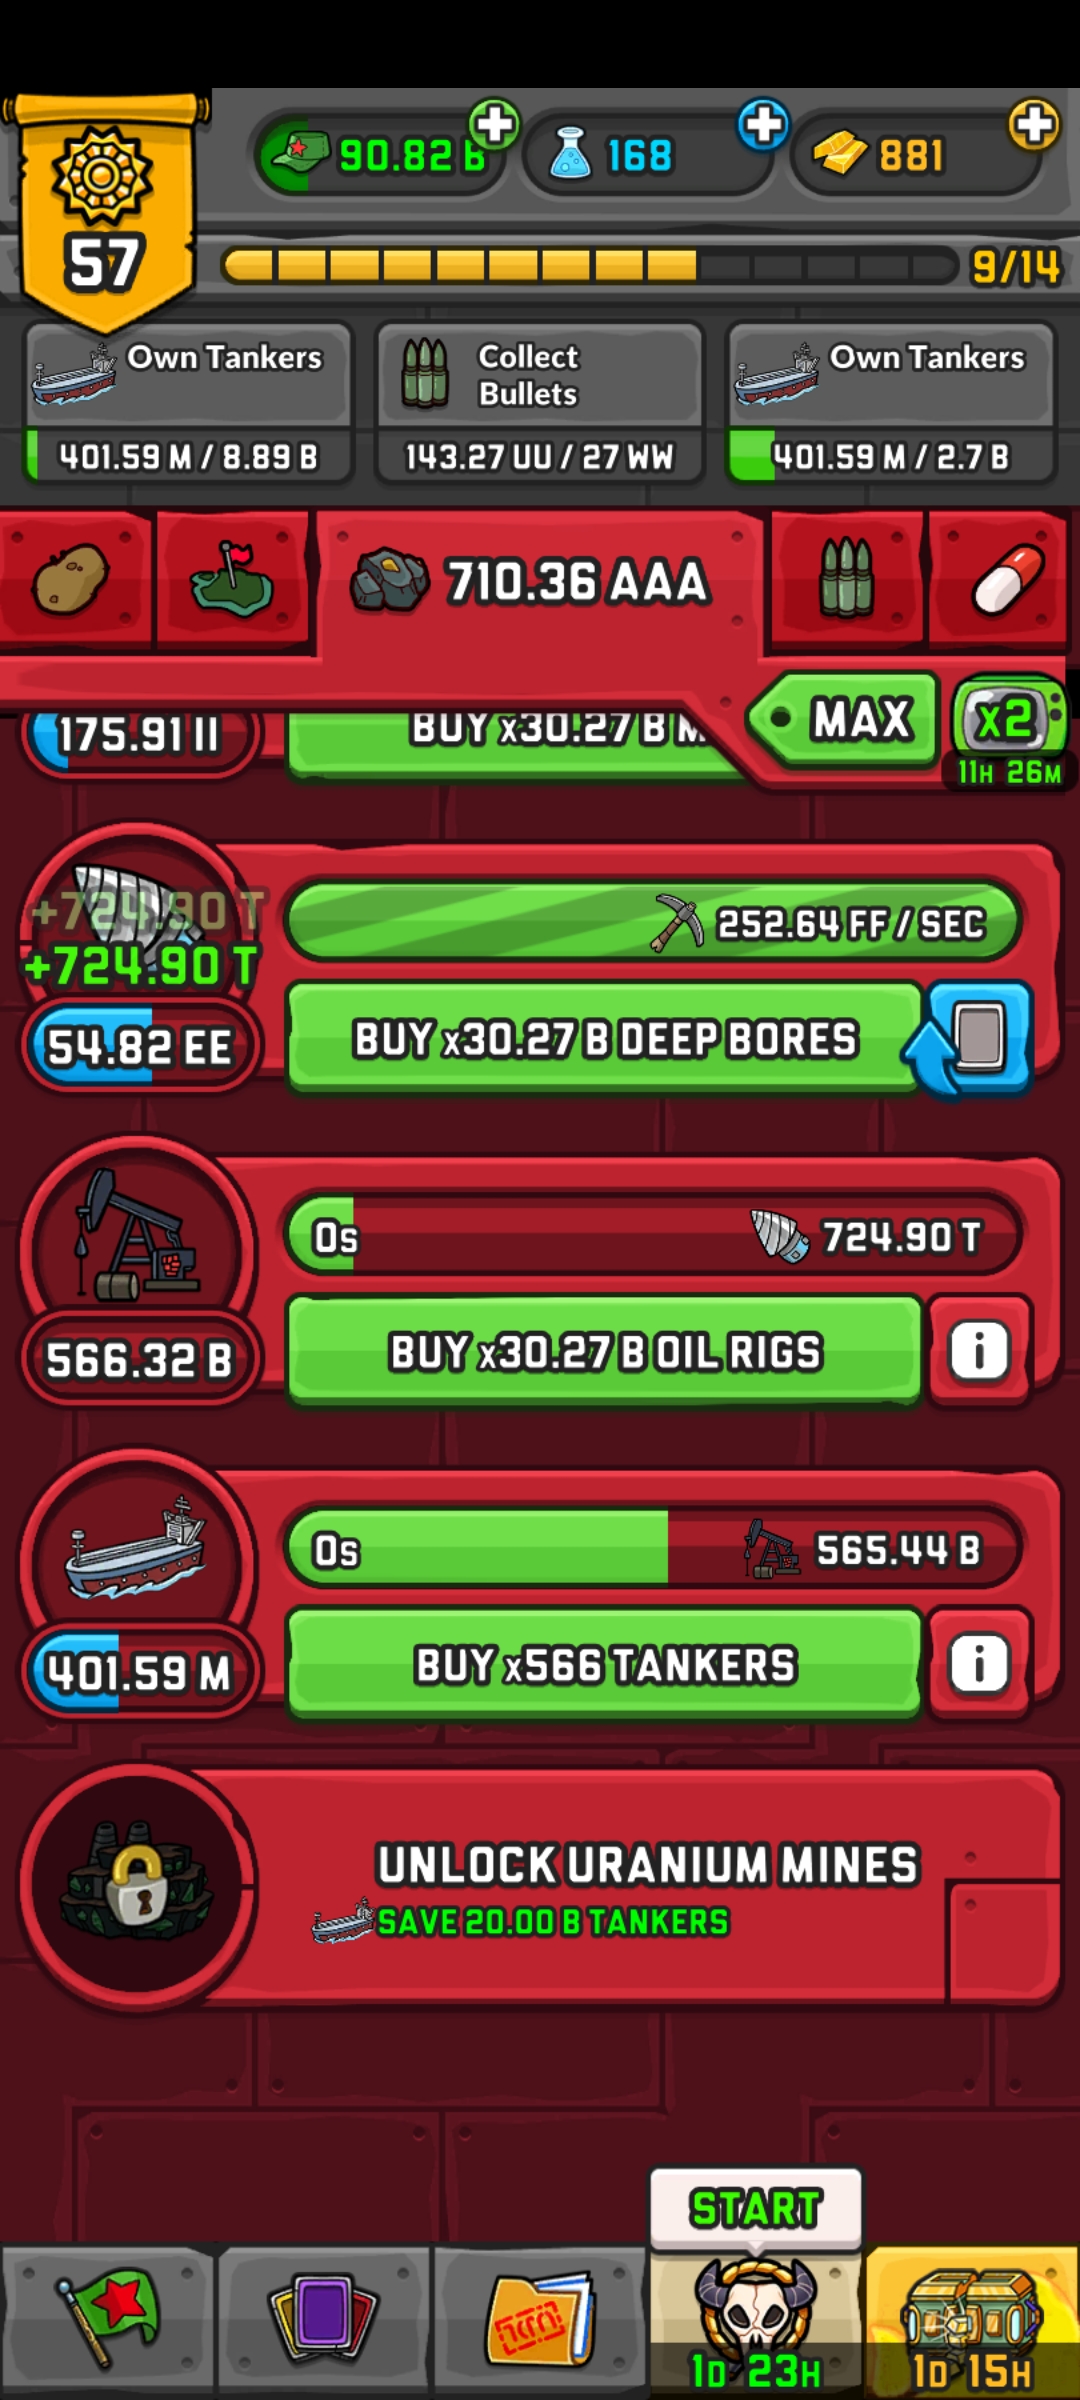 90.82 B
168
881
57
9/14
Own Tankers
401.59 M / 8.89 B
Collect
Bullets
143.27 UU / 27 WW
Own Tankers
401.59 M / 2.7 B
710.36 AAA
MAX
x2
11H 26M
175.91 II
BUY x30.27 B M
+724.90 T
+724.90 T
252.64 FF / SEC
54.82 EE
BUY x30.27 B DEEP BORES
0s
724.90 T
566.32 B
BUY x30.27 B OIL RIGS
i
0s
565.44 B
401.59 M
BUY x566 TANKERS
i
UNLOCK URANIUM MINES
SAVE 20.00 B TANKERS
START
1D 23H
1D 15H